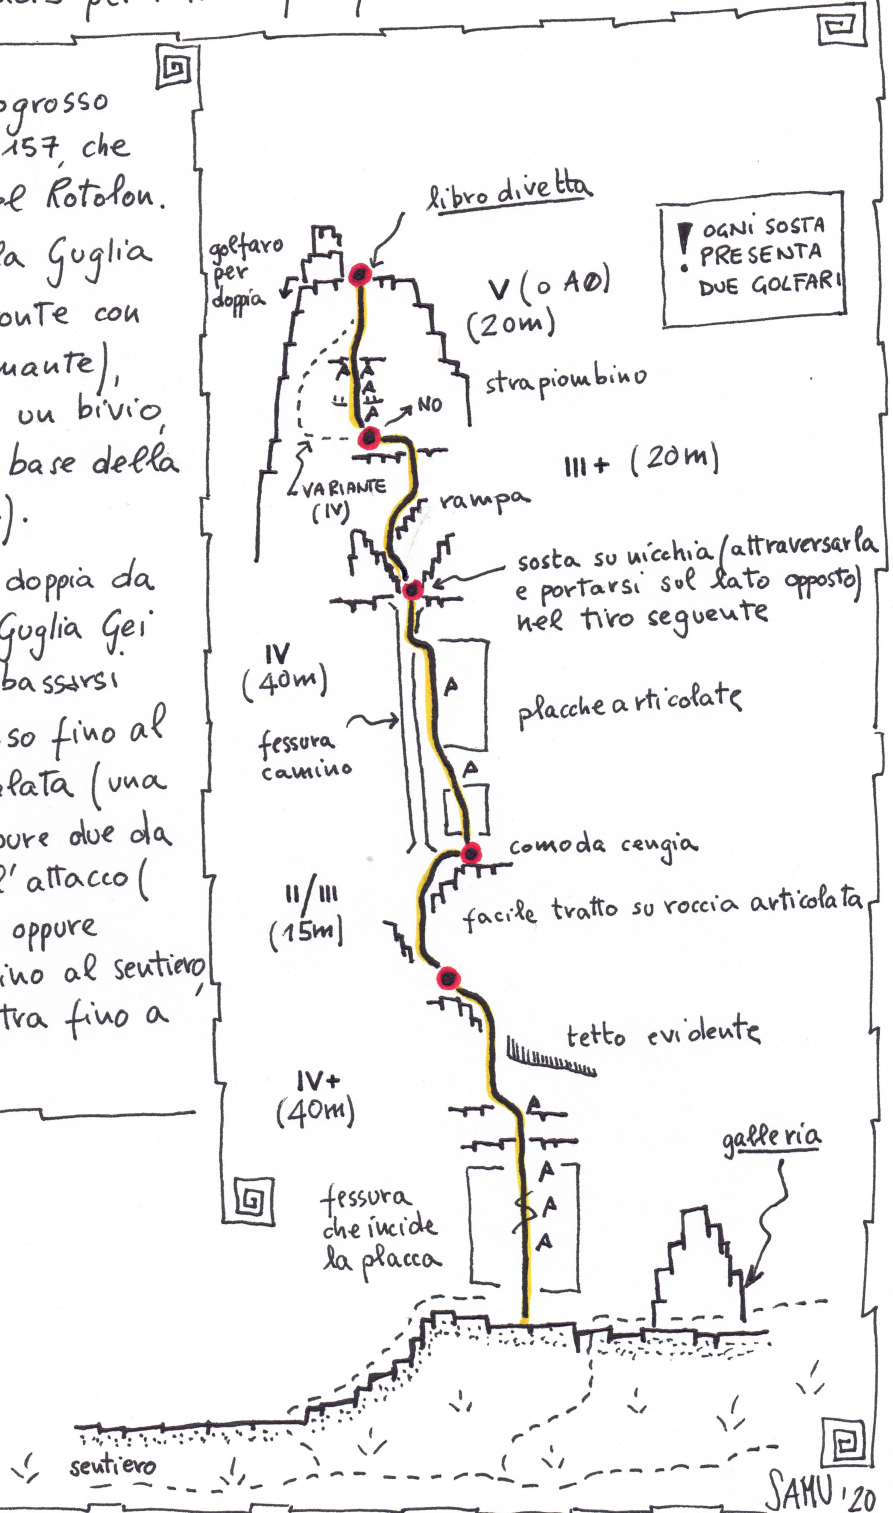 ogrosso
157, che
el Rotolon.
la Guglia
onte con
mante),
un bivio,
base della
).
doppia da
Guglia Gei
bassarsi
so fino al
lata (una
pure due da
l'attacco (
oppure
ino al sentiero,
tra fino a
libro di vetta
golfaro
per
doppia
! OGNI SOSTA
PRESENTA
DUE GOLFARI
V (o A0)
(20m)
A
A
A
A
strapiombino
NO
VARIANTE
(IV)
III+ (20m)
rampa
sosta su nicchia (attraversarla
e portarsi sul lato opposto)
nel tiro seguente
IV
(40m)
A
placche articolate
fessura
camino
A
comoda cengia
II/III
(15m)
facile tratto su roccia articolata
tetto evidente
IV+
(40m)
A
galleria
A
A
A
fessura
che incide
la placca
sentiero
SAMU '20